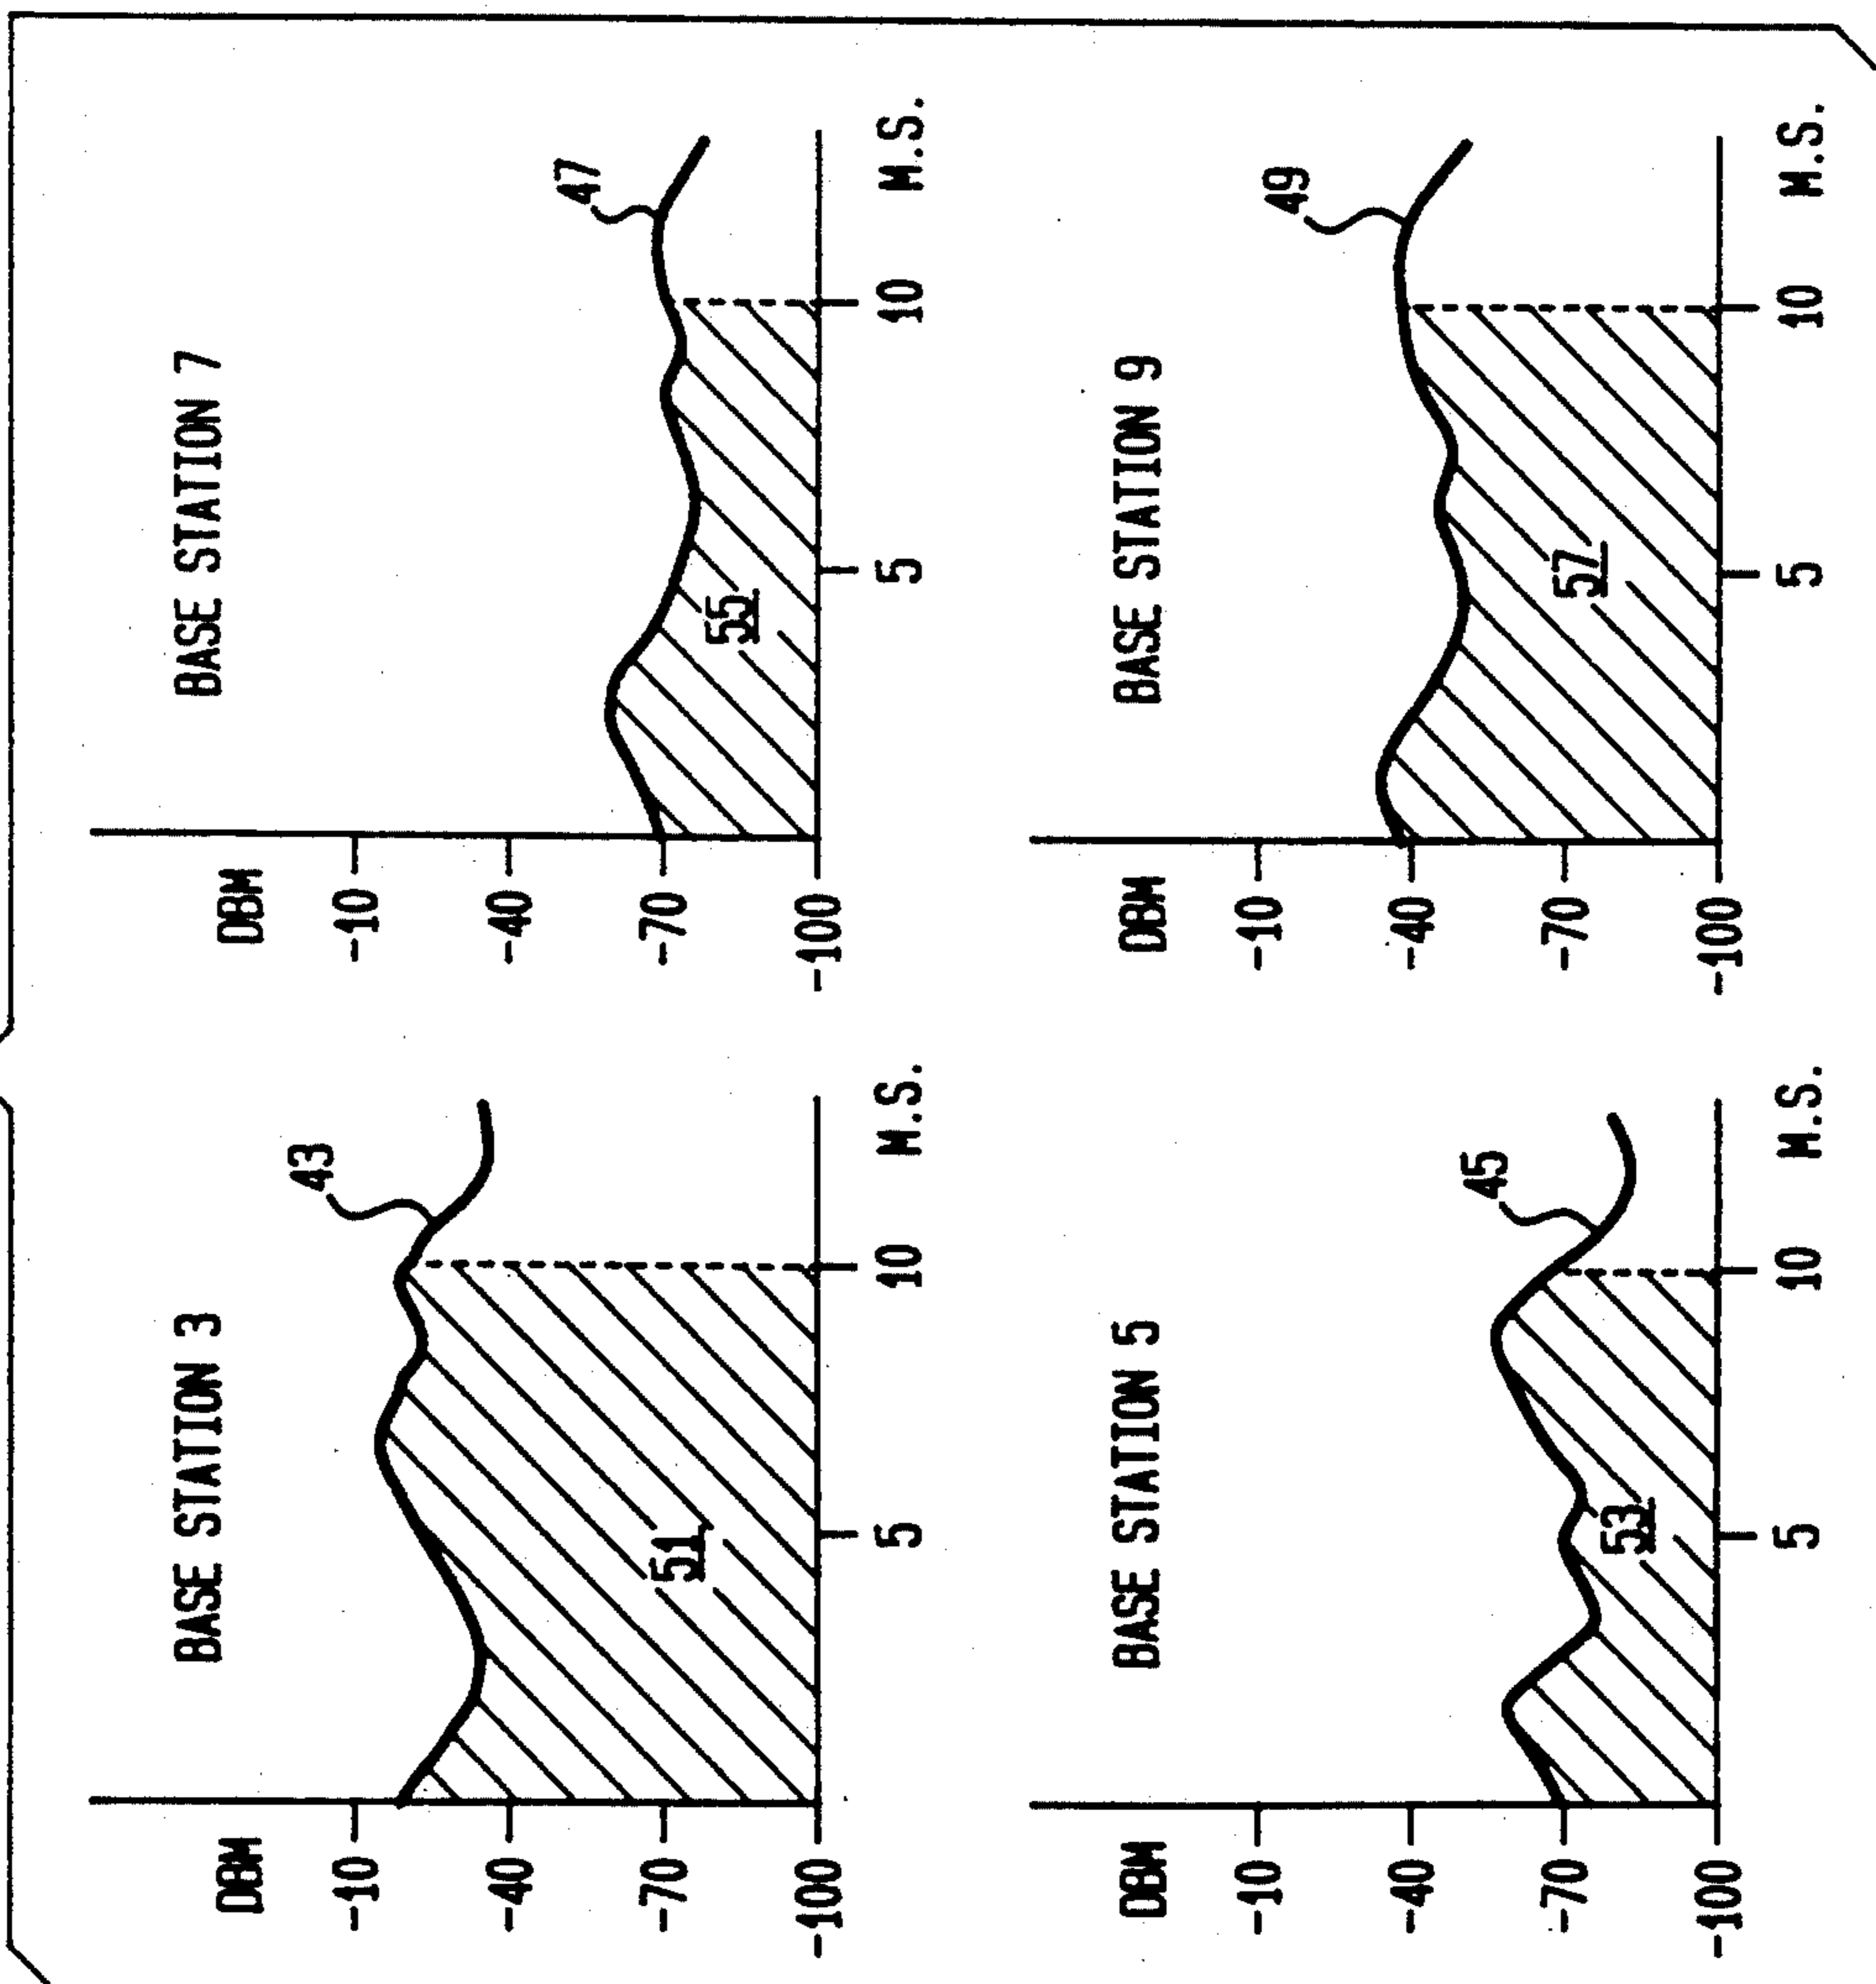 BASE STATION 3
DBM
-10
-40
-70
-100
43
51
5
10
M.S.
BASE STATION 7
DBM
-10
-40
-70
-100
47
55
5
10
M.S.
BASE STATION 5
DBM
-10
-40
-70
-100
45
53
5
10
M.S.
BASE STATION 9
DBM
-10
-40
-70
-100
49
57
5
10
M.S.